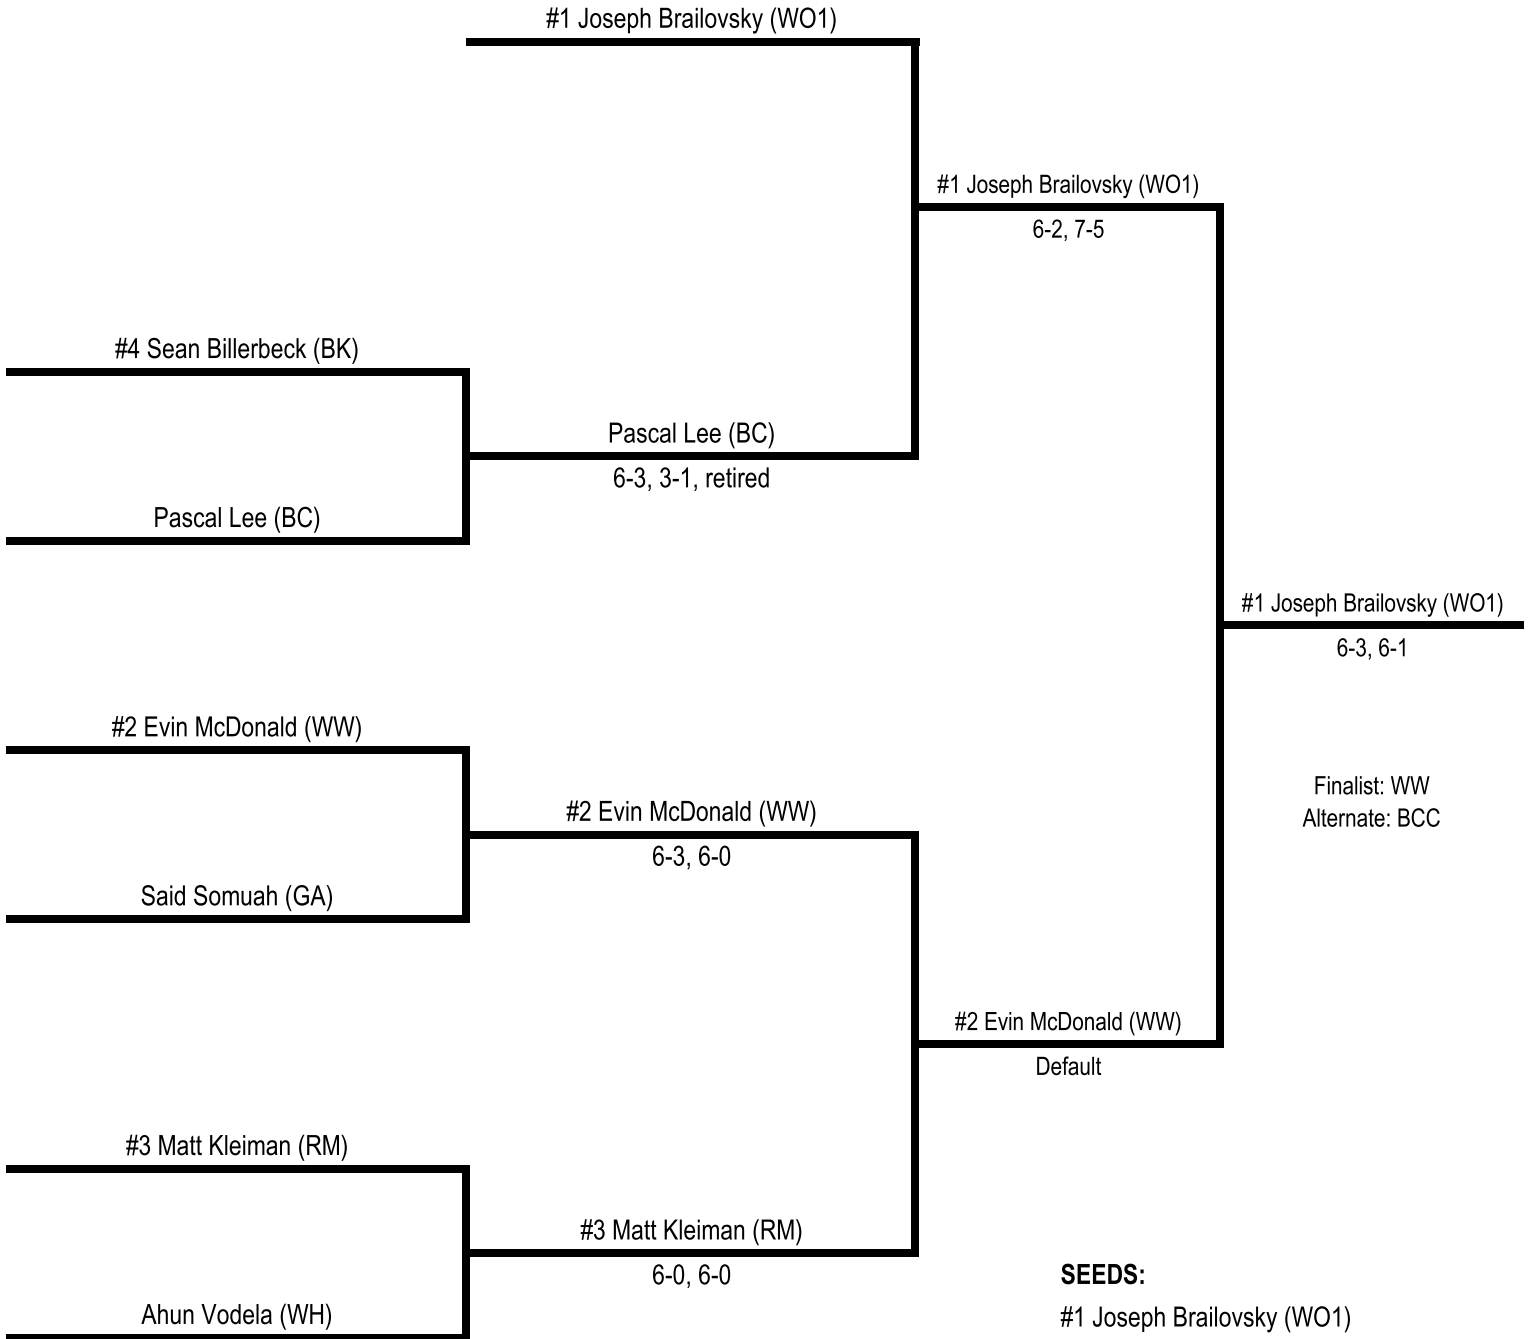 #1 Joseph Brailovsky (WO1)
#1 Joseph Brailovsky (WO1)
6-2, 7-5
#4 Sean Billerbeck (BK)
Pascal Lee (BC)
6-3, 3-1, retired
Pascal Lee (BC)
#1 Joseph Brailovsky (WO1)
6-3, 6-1
#2 Evin McDonald (WW)
Finalist: WW
#2 Evin McDonald (WW)
Alternate: BCC
6-3, 6-0
Said Somuah (GA)
#2 Evin McDonald (WW)
Default
#3 Matt Kleiman (RM)
#3 Matt Kleiman (RM)
6-0, 6-0
SEEDS:
Ahun Vodela (WH)
#1 Joseph Brailovsky (WO1)